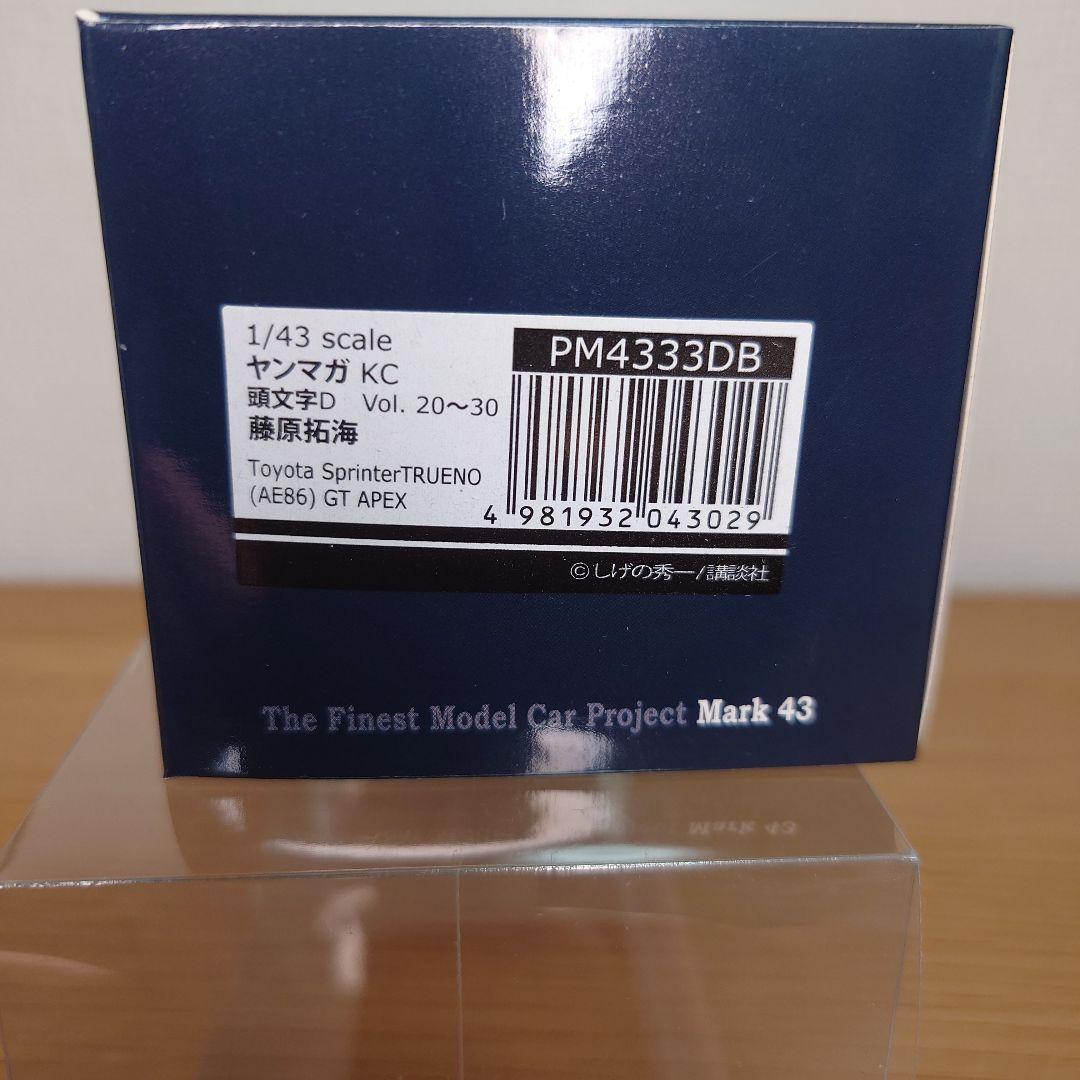 1/43 scale
ヤンマガ KC
頭文字D Vol. 20～30
藤原拓海
Toyota SprinterTRUENO
(AE86) GT APEX
PM4333DB
4 981932 043029
©しげの秀一/講談社
The Finest Model Car Project Mark 43
Mark 43